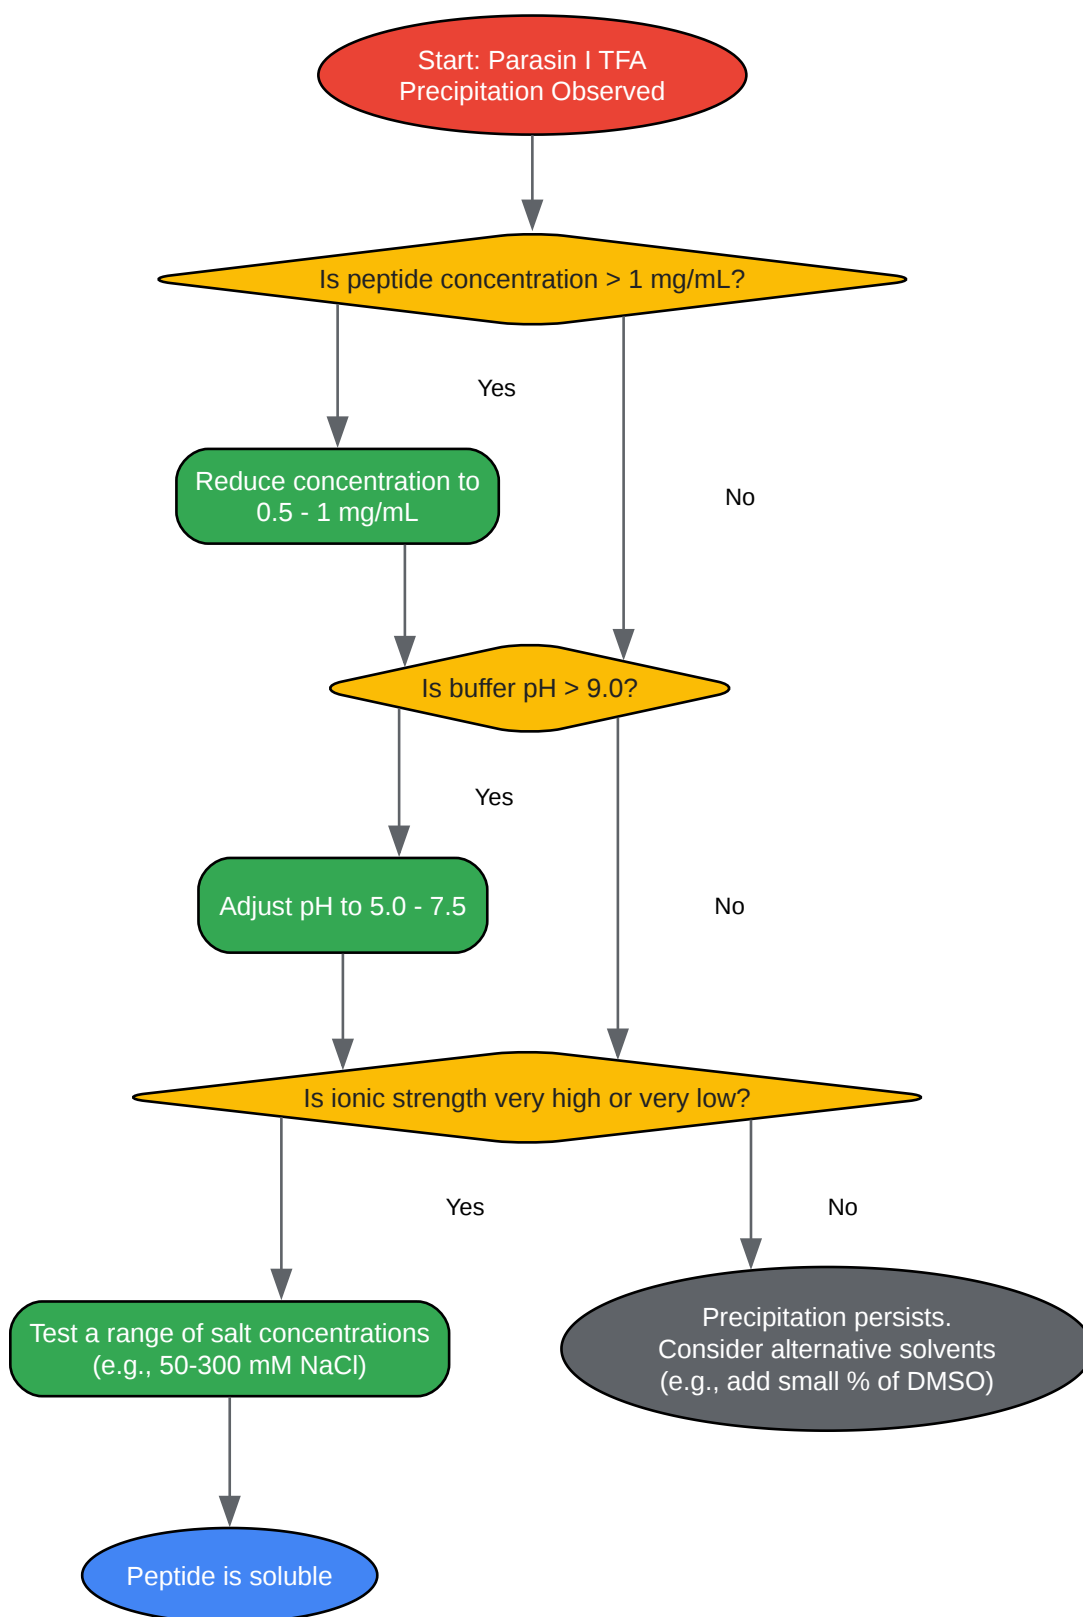 Start: Parasin I TFA
Precipitation Observed
Is peptide concentration > 1 mg/mL?
Yes
Reduce concentration to
0.5 - 1 mg/mL
No
Is buffer pH > 9.0?
Yes
Adjust pH to 5.0 - 7.5
No
Is ionic strength very high or very low?
Yes
No
Test a range of salt concentrations
(e.g., 50-300 mM NaCl)
Precipitation persists.
Consider alternative solvents
(e.g., add small % of DMSO)
Peptide is soluble